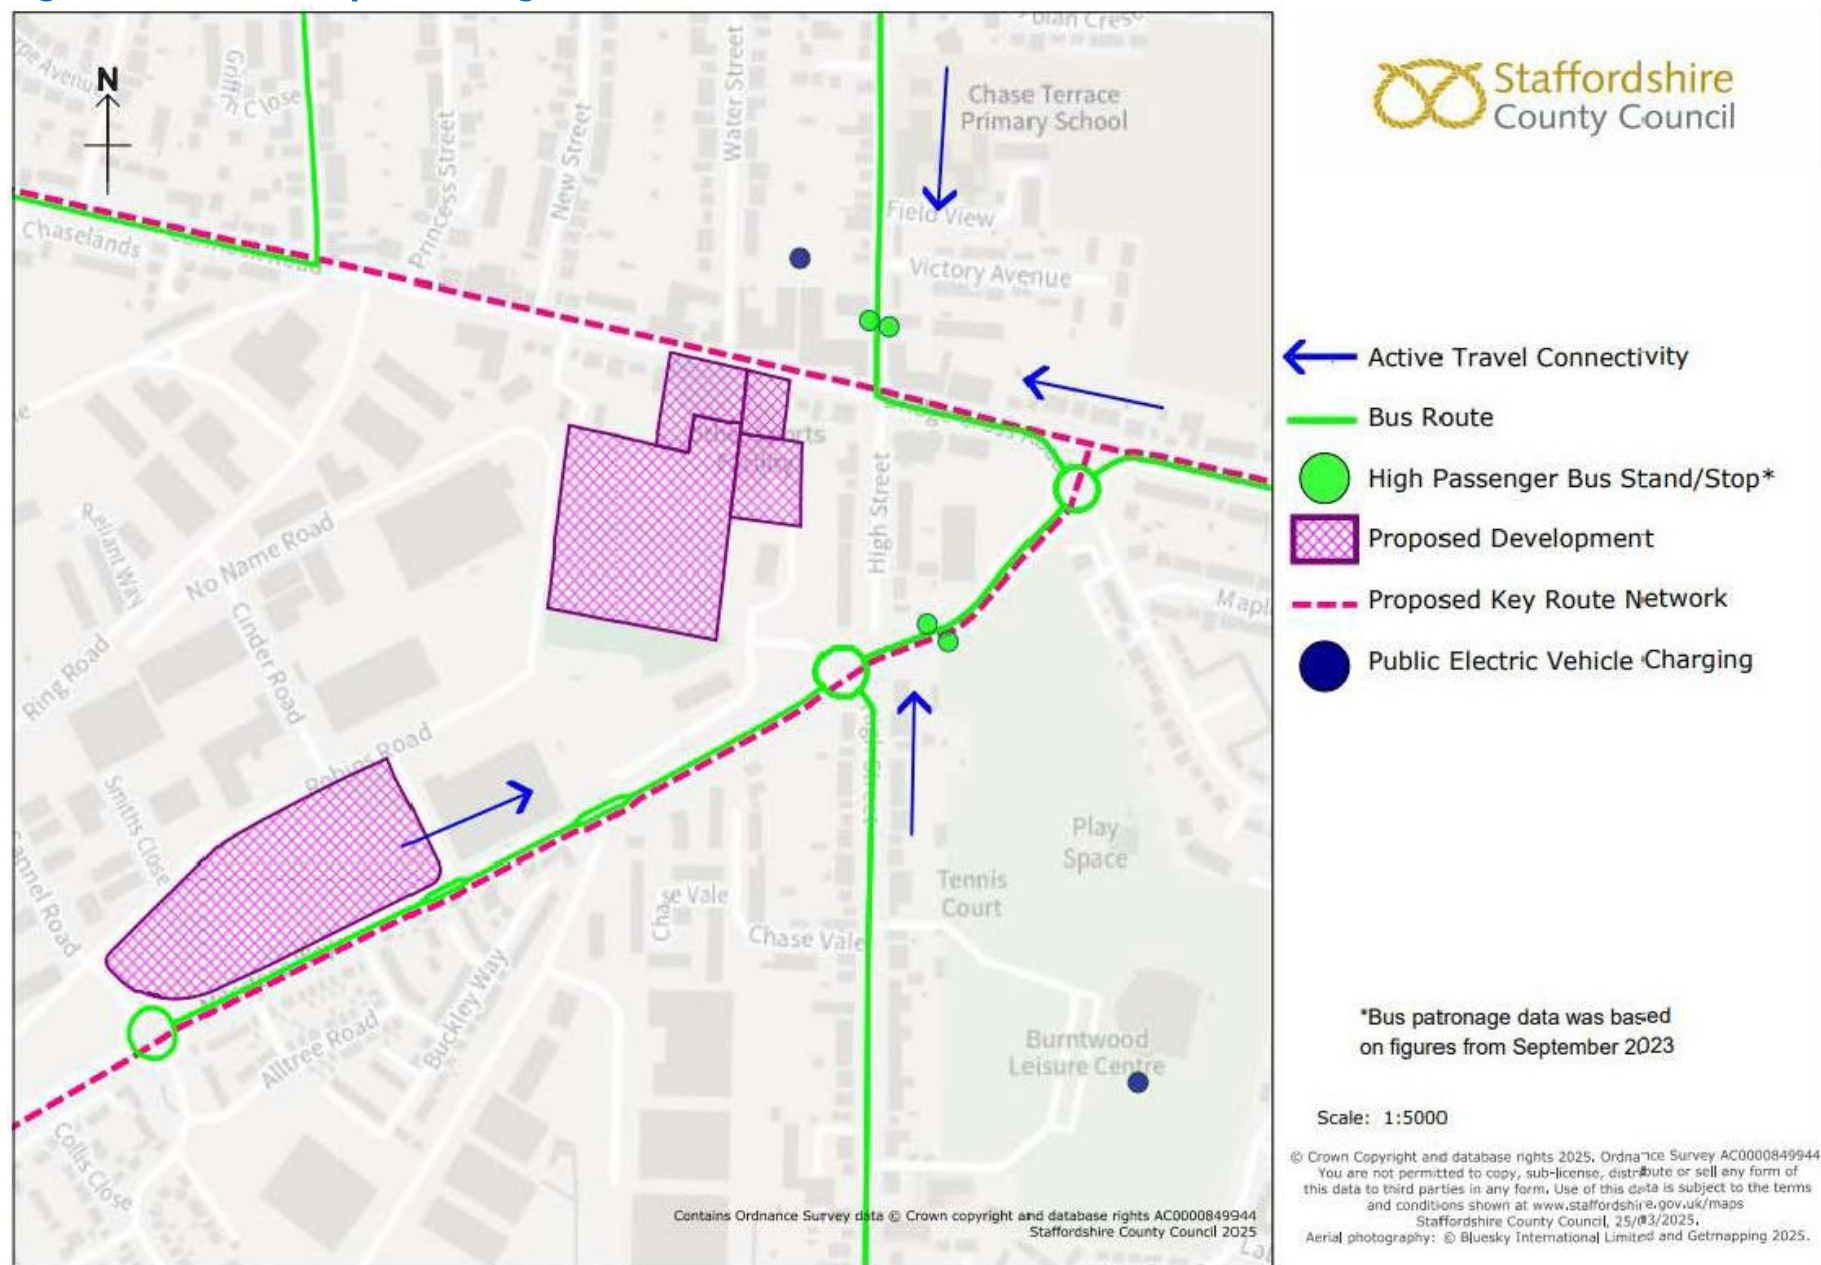 N
Close
Princess Street
New Street
Water Street
Chase Terrace
Primary School
Field View
Victory Avenue
Chaselands
High Street
Reliant Way
No Name Road
Ring Road
Cinder Road
Robins Road
Smiths Close
Cannel Road
Chase Vale
Chase Vale
Buckley Way
Alltree Road
Collis Close
Tennis
Court
Play
Space
Burntwood
Leisure Centre
Contains Ordnance Survey data © Crown copyright and database rights AC0000849944
Staffordshire County Council 2025
Staffordshire
County Council
Active Travel Connectivity
Bus Route
High Passenger Bus Stand/Stop*
Proposed Development
Proposed Key Route Network
Public Electric Vehicle Charging
*Bus patronage data was based
on figures from September 2023
Scale: 1:5000
© Crown Copyright and database rights 2025. Ordnance Survey AC0000849944
You are not permitted to copy, sub-license, distribute or sell any form of
this data to third parties in any form. Use of this data is subject to the terms
and conditions shown at www.staffordshire.gov.uk/maps
Staffordshire County Council, 25/03/2025.
Aerial photography: © Bluesky International Limited and Getmapping 2025.